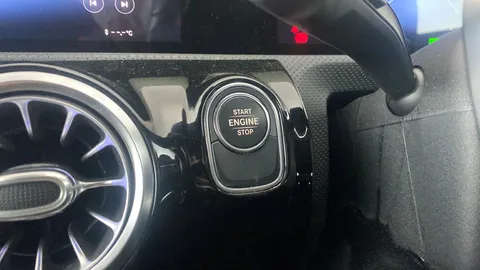 --,-°C
START
ENGINE
STOP